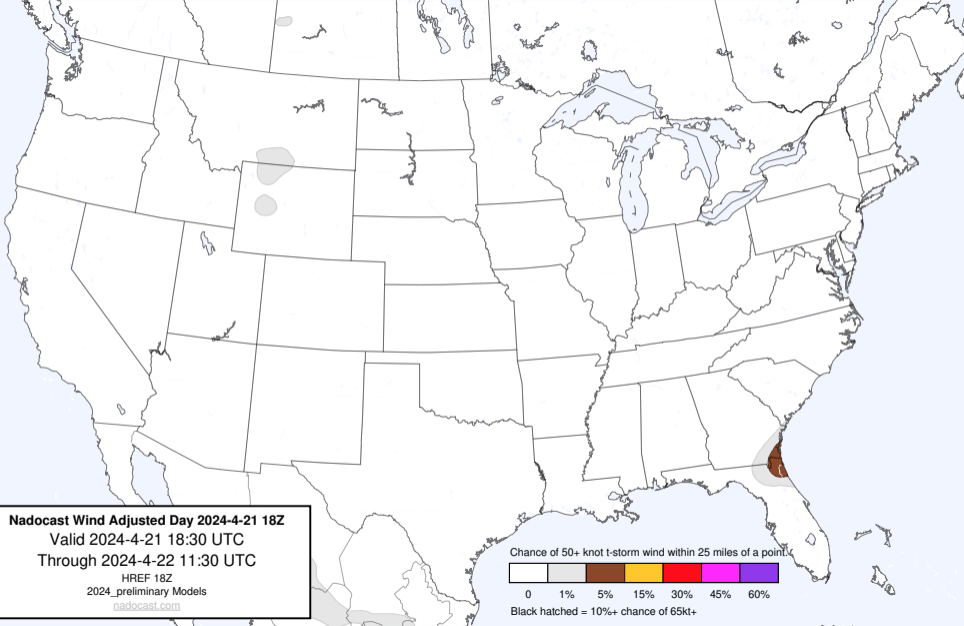 Nadocast Wind Adjusted Day 2024-4-21 18Z
Valid 2024-4-21 18:30 UTC
Through 2024-4-22 11:30 UTC
HREF 18Z
2024_preliminary Models
nadocast.com
Chance of 50+ knot t-storm wind within 25 miles of a point.
0 1% 5% 15% 30% 45% 60%
Black hatched = 10%+ chance of 65kt+